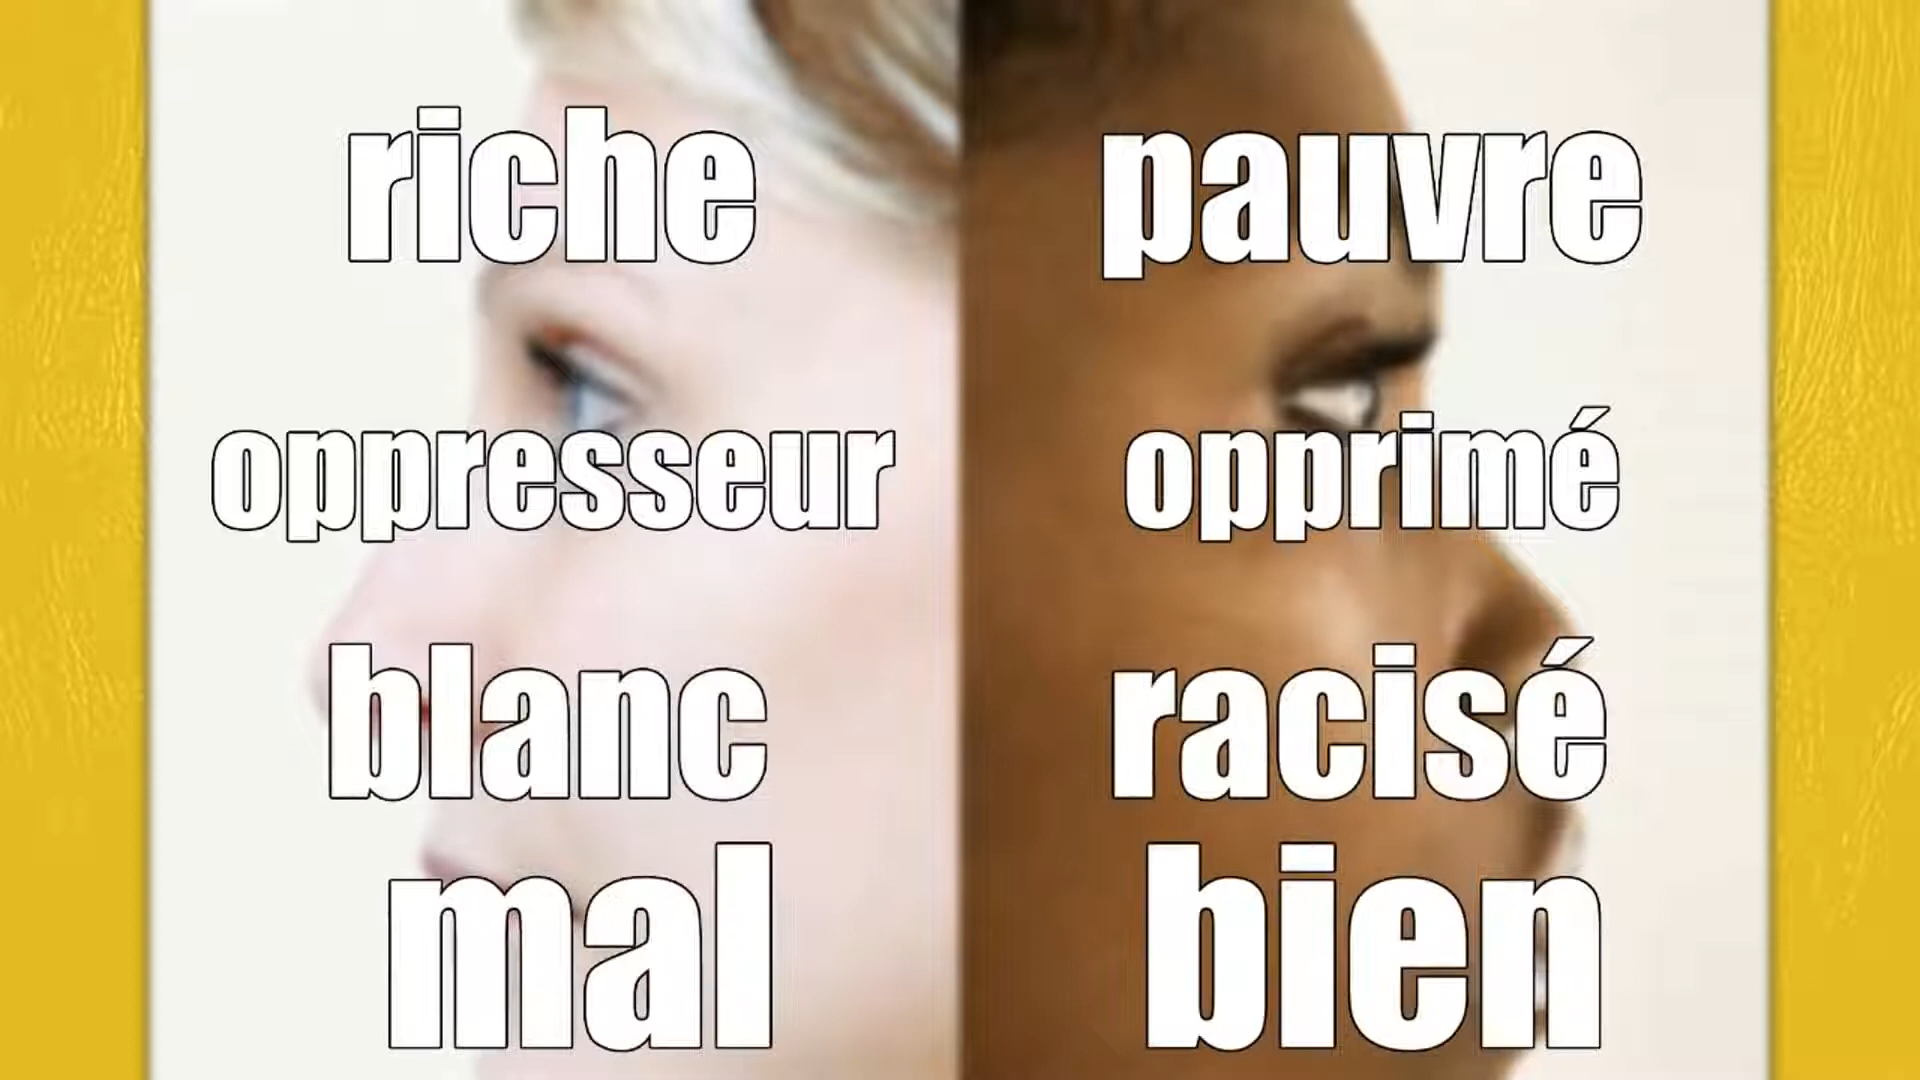 riche pauvre
oppresseur opprimé
blanc racisé
mal bien